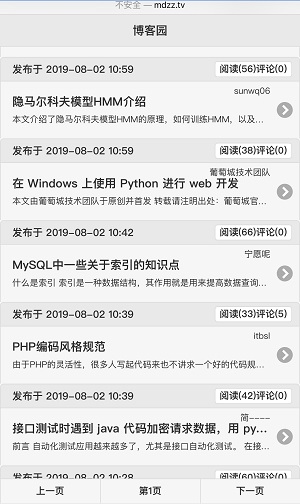 不安全 — mdzz.tv
博客园
发布于 2019-08-02 10:59 阅读(56)评论(0)
sunwq06
隐马尔科夫模型HMM介绍
本文介绍了隐马尔科夫模型HMM的原理，如何训练HMM，以及…
发布于 2019-08-02 10:59 阅读(38)评论(0)
葡萄城技术团队
在 Windows 上使用 Python 进行 web 开发
本文由葡萄城技术团队于原创并首发 转载请注明出处：葡萄城官…
发布于 2019-08-02 10:42 阅读(66)评论(0)
宁愿呢
MySQL中一些关于索引的知识点
什么是索引 索引是一种数据结构，其作用就是用来提高数据查询…
发布于 2019-08-02 10:39 阅读(33)评论(5)
itbsl
PHP编码风格规范
由于PHP的灵活性，很多人写起代码来也不讲求一个好的代码规…
发布于 2019-08-02 10:39 阅读(42)评论(0)
简----
接口测试时遇到 java 代码加密请求数据，用 py…
前言 自动化测试应用越来越多了，尤其是接口自动化测试。 在接…
发布于 2019-08-02 10:28 阅读(60)评论(0)
上一页 第1页 下一页